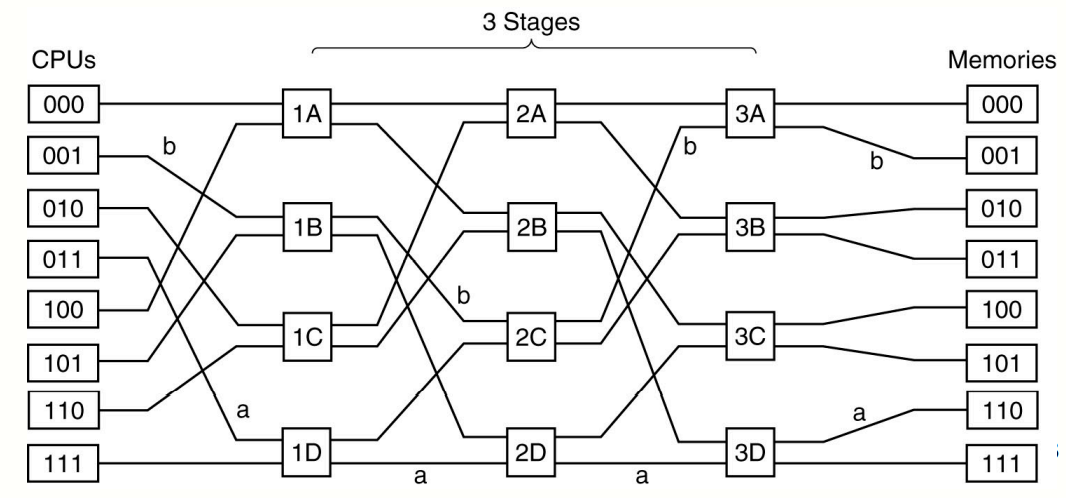 3 Stages
CPUs
Memories
000
1A
2A
3A
000
b
b
001
b
001
010
1B
2B
3B
010
011
011
b
100
100
1C
2C
3C
101
101
110
a
a
110
111
1D
2D
3D
111
a
a